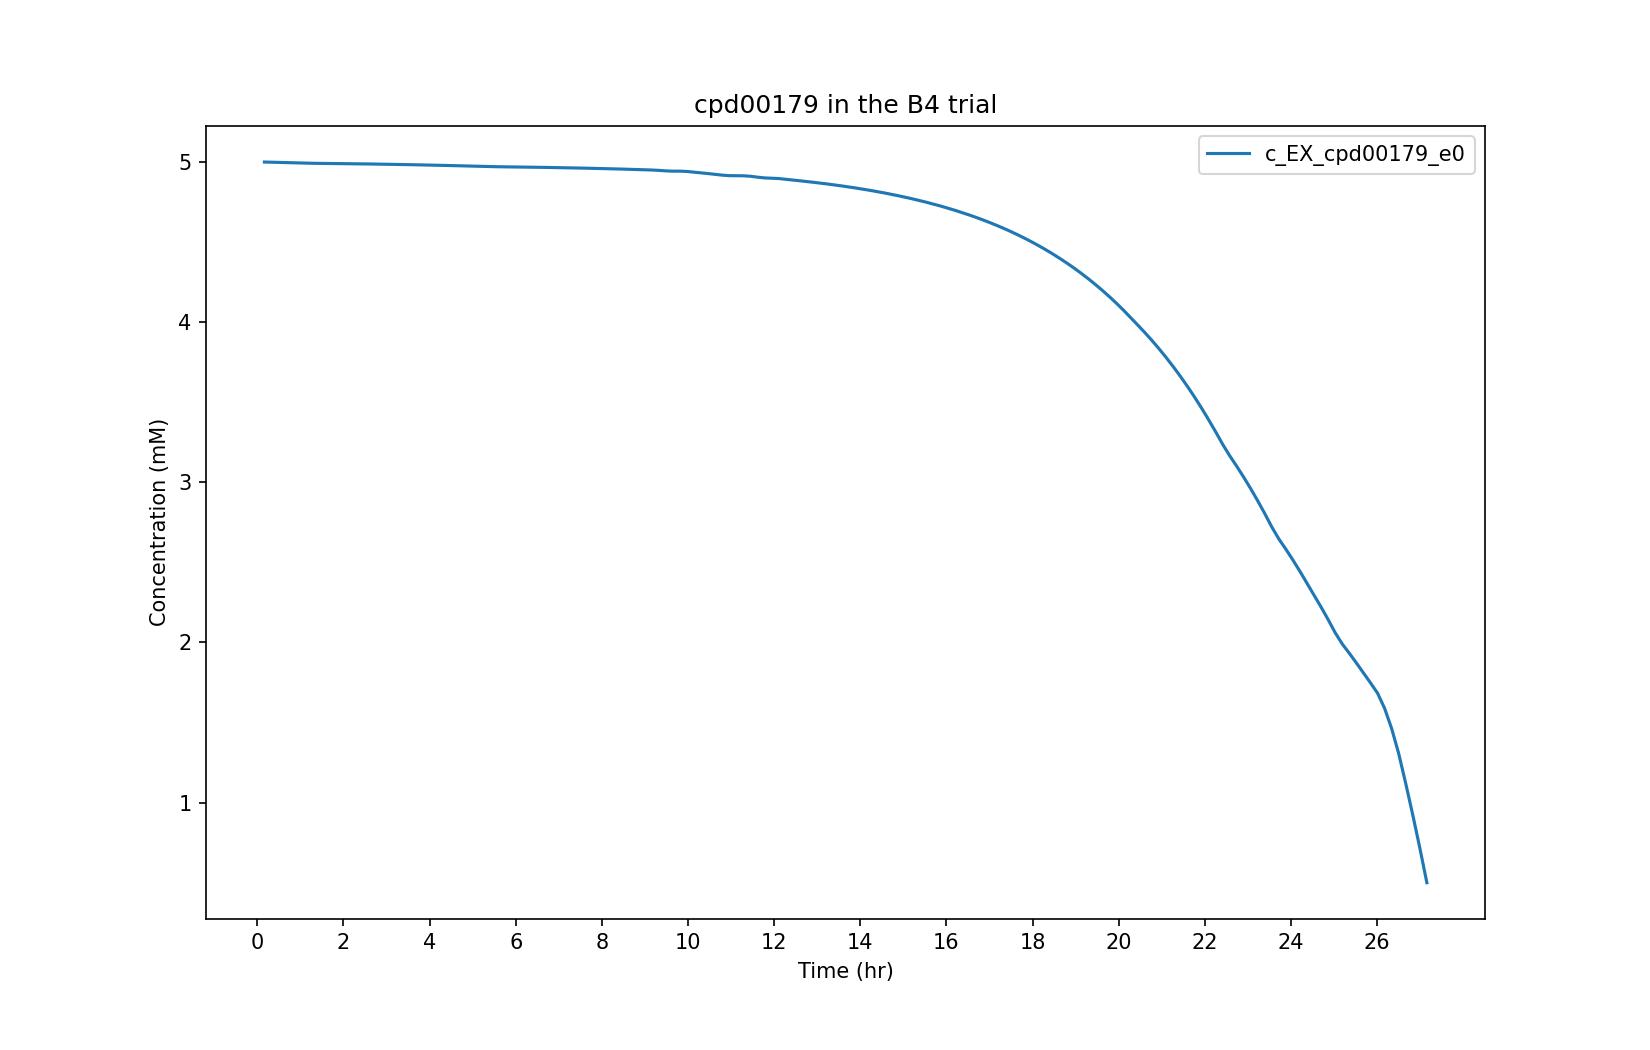 cpd00179 in the B4 trial
c_EX_cpd00179_e0
Concentration (mM)
5
4
3
2
1
0 2 4 6 8 10 12 14 16 18 20 22 24 26
Time (hr)